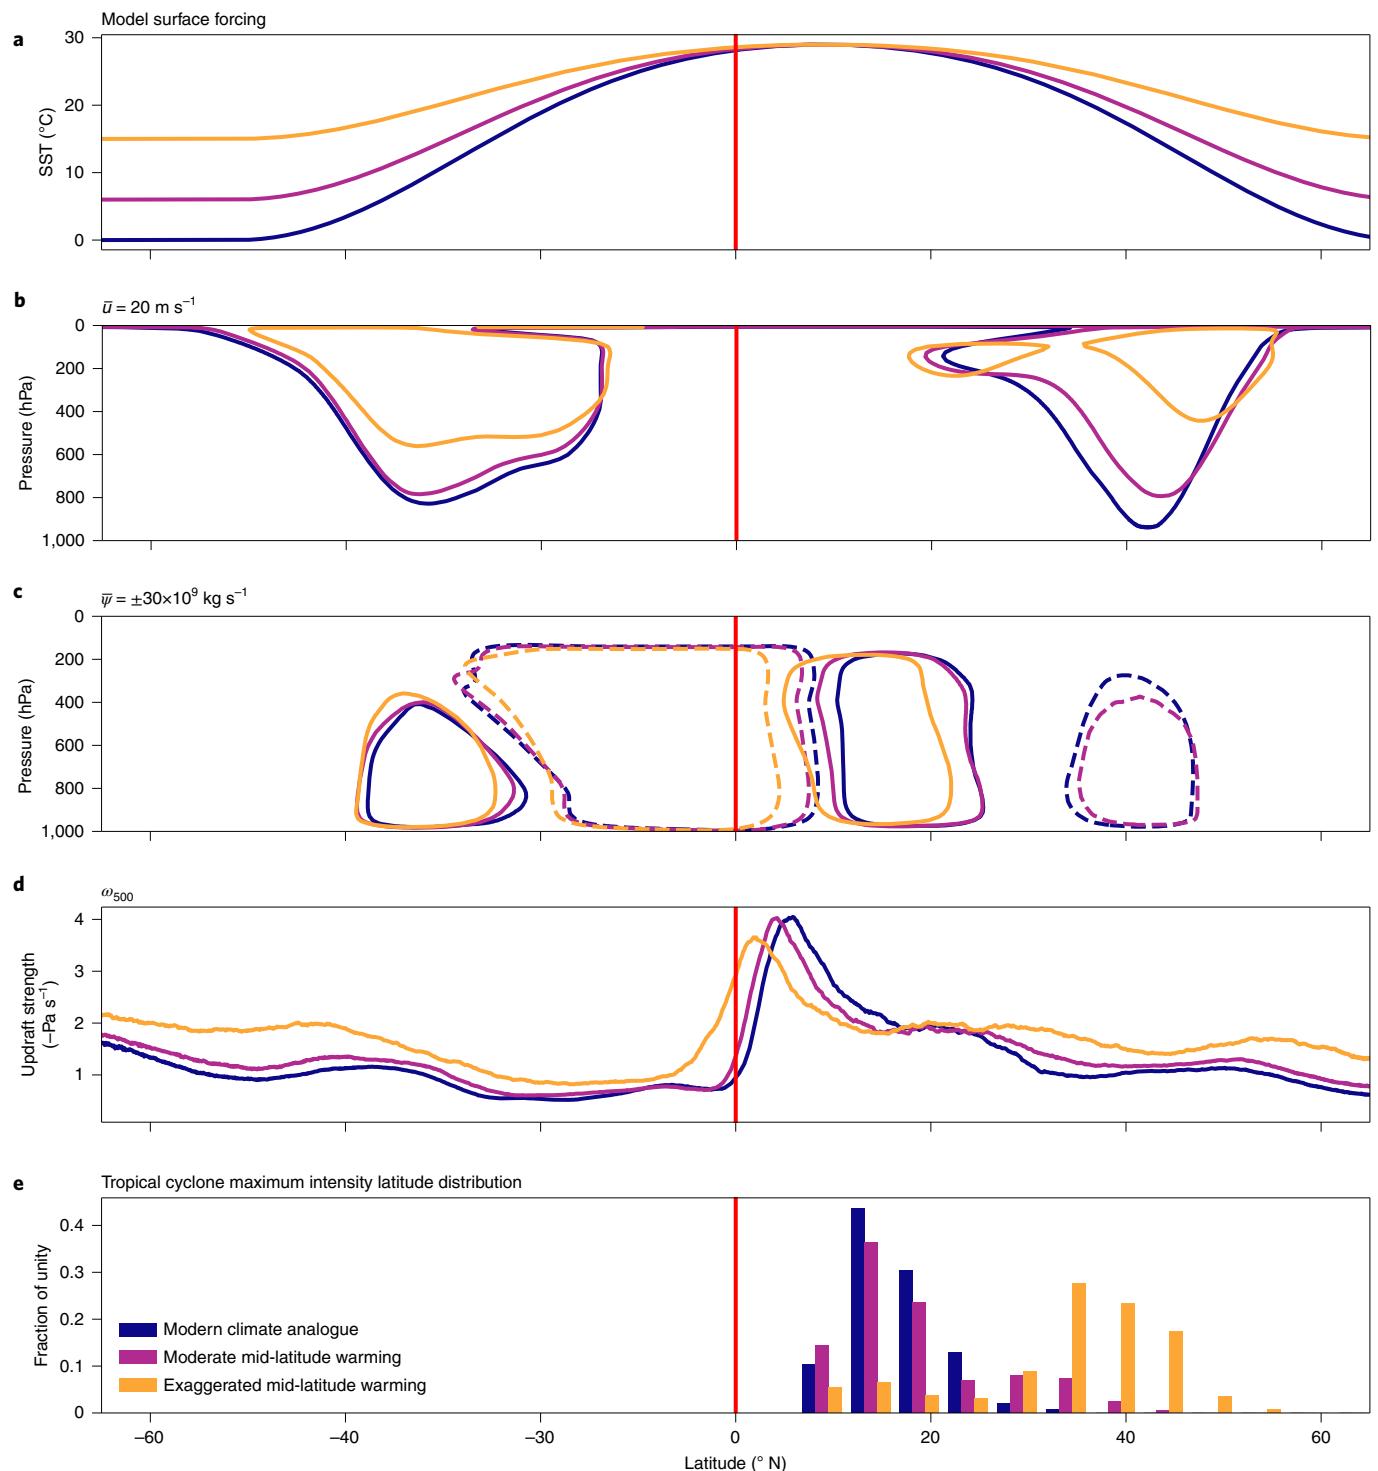 Model surface forcing
a
30
20
10
0
SST (°C)
b
ū = 20 m s⁻¹
0
200
400
600
800
1,000
Pressure (hPa)
c
ψ̅ = ±30×10⁹ kg s⁻¹
0
200
400
600
800
1,000
Pressure (hPa)
d
ω₅₀₀
4
3
2
1
Updraft strength
(–Pa s⁻¹)
e
Tropical cyclone maximum intensity latitude distribution
0.4
0.3
0.2
0.1
0
Fraction of unity
Modern climate analogue
Moderate mid-latitude warming
Exaggerated mid-latitude warming
–60 –40 –30 0 20 40 60
Latitude (° N)